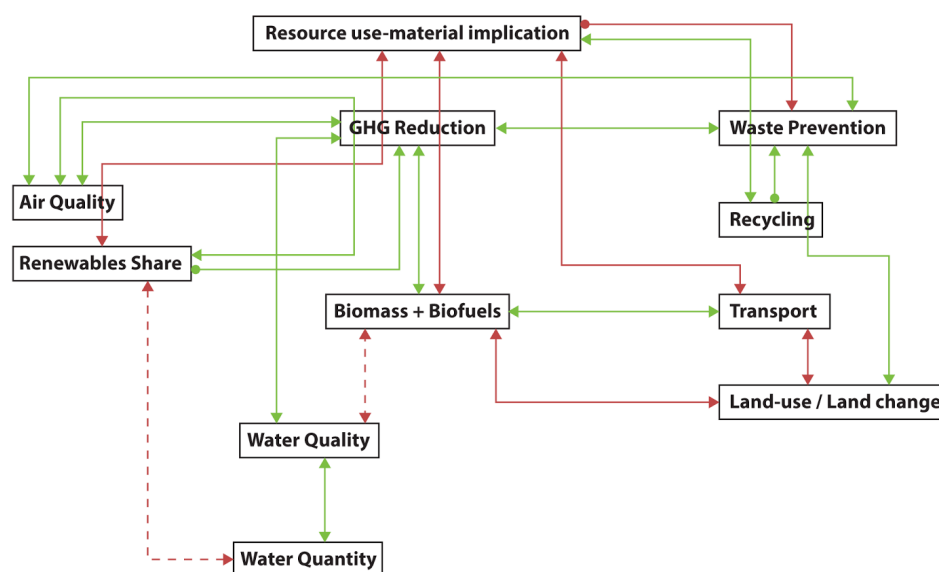 Resource use-material implication
GHG Reduction
Waste Prevention
Air Quality
Recycling
Renewables Share
Biomass + Biofuels
Transport
Land-use / Land change
Water Quality
Water Quantity